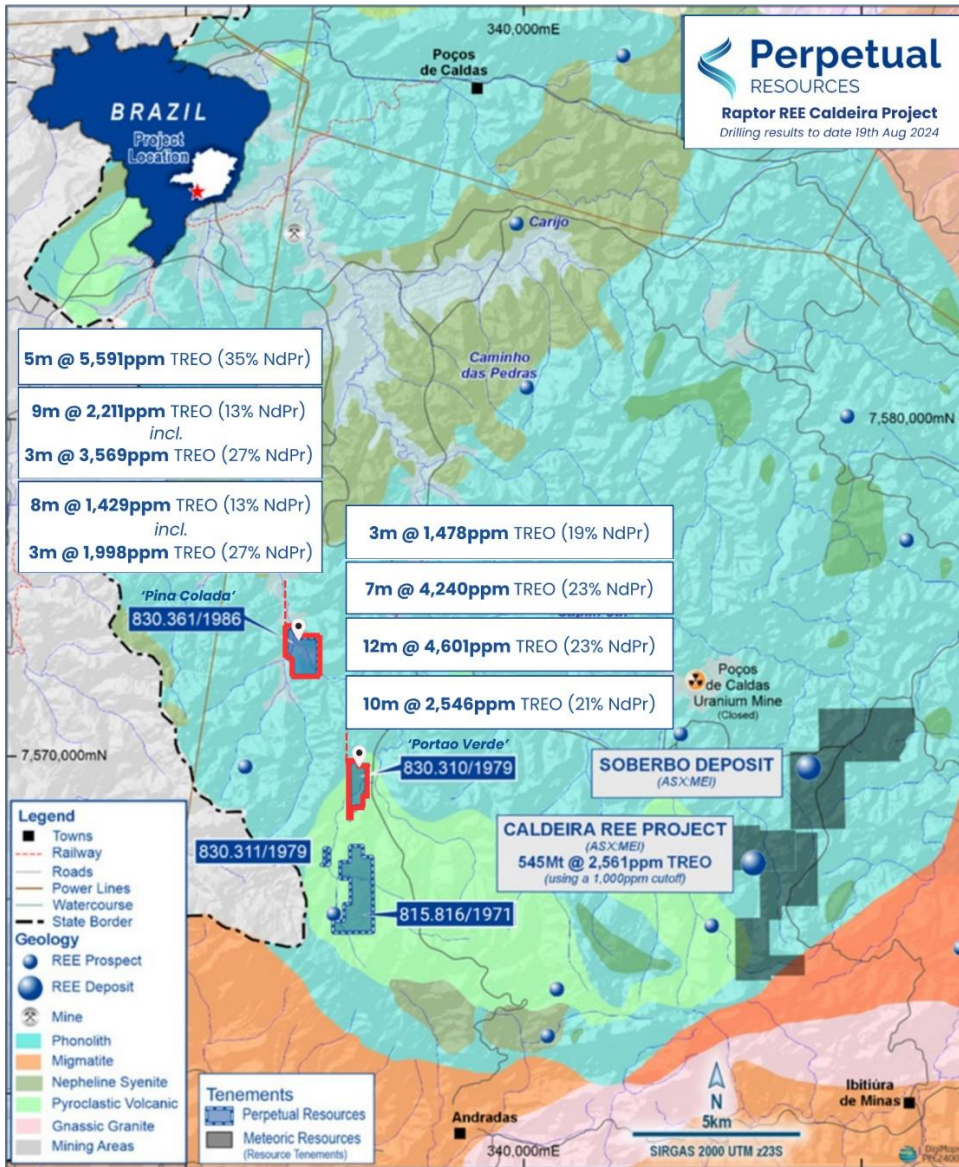 340,000mE
Poços
de Caldas
Perpetual
RESOURCES
Raptor REE Caldeira Project
Drilling results to date 19th Aug 2024
BRAZIL
Project
Location
Carijo
Caminho
das Pedras
7,580,000mN
5m @ 5,591ppm TREO (35% NdPr)
9m @ 2,211ppm TREO (13% NdPr)
incl.
3m @ 3,569ppm TREO (27% NdPr)
8m @ 1,429ppm TREO (13% NdPr)
incl.
3m @ 1,998ppm TREO (27% NdPr)
3m @ 1,478ppm TREO (19% NdPr)
7m @ 4,240ppm TREO (23% NdPr)
12m @ 4,601ppm TREO (23% NdPr)
10m @ 2,546ppm TREO (21% NdPr)
'Pina Colada'
830.361/1986
Poços
de Caldas
Uranium Mine
(Closed)
7,570,000mN
'Portao Verde'
830.310/1979
SOBERBO DEPOSIT
(ASX:MEI)
CALDEIRA REE PROJECT
(ASX:MEI)
545Mt @ 2,561ppm TREO
(using a 1,000ppm cutoff)
830.311/1979
815.816/1971
Legend
Towns
Railway
Roads
Power Lines
Watercourse
State Border
Geology
REE Prospect
REE Deposit
Mine
Phonolith
Migmatite
Nepheline Syenite
Pyroclastic Volcanic
Gnassic Granite
Mining Areas
Tenements
Perpetual Resources
Meteoric Resources
(Resource Tenements)
Andradas
340,000mE
N
5km
SIRGAS 2000 UTM z23S
Ibitiúra
de Minas